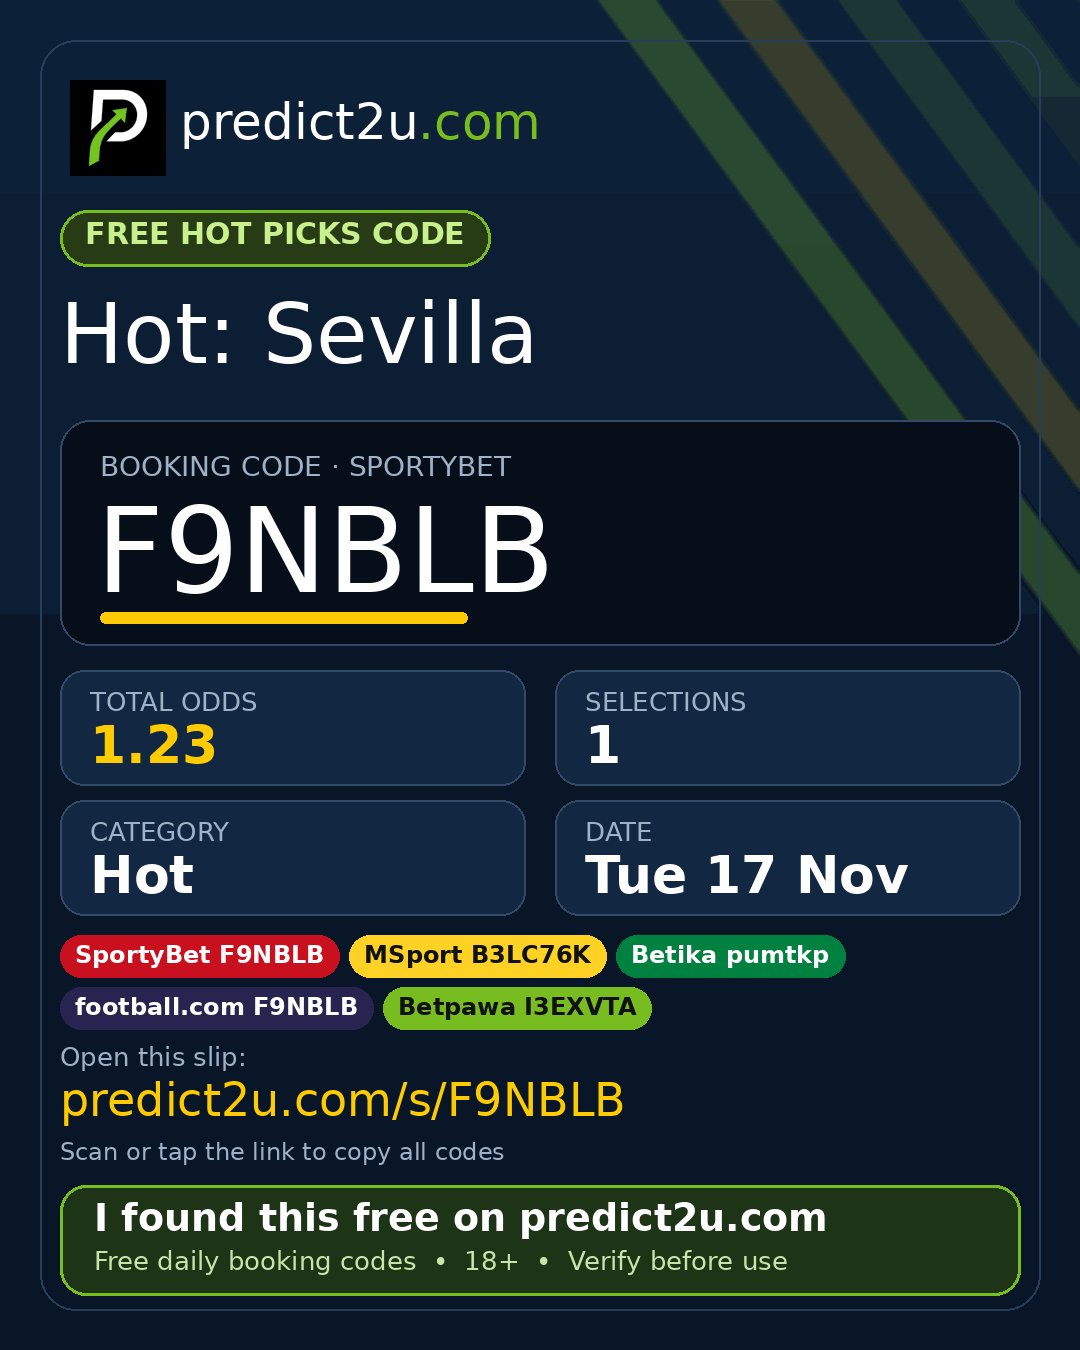 predict2u.com
FREE HOT PICKS CODE
Hot: Sevilla
BOOKING CODE · SPORTYBET
F9NBLB
TOTAL ODDS
1.23
SELECTIONS
1
CATEGORY
Hot
DATE
Tue 17 Nov
SportyBet F9NBLB
MSport B3LC76K
Betika pumtkp
football.com F9NBLB
Betpawa I3EXVTA
Open this slip:
predict2u.com/s/F9NBLB
Scan or tap the link to copy all codes
I found this free on predict2u.com
Free daily booking codes • 18+ • Verify before use